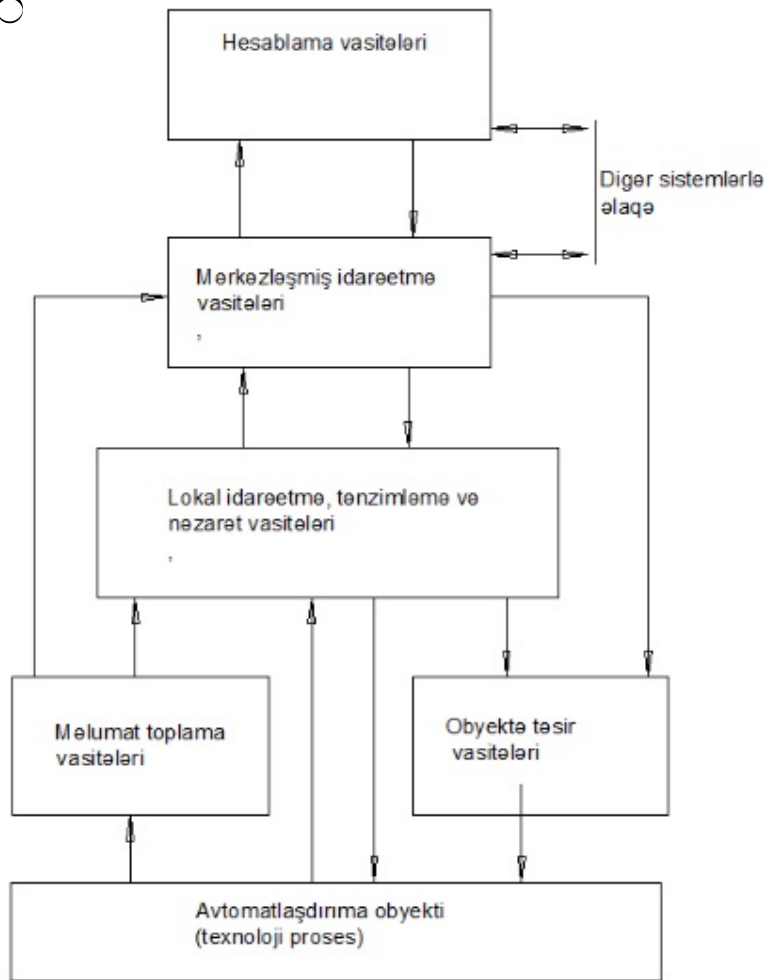 Hesablama vasitələri
Digər sistemlərlə
əlaqə
Mərkəzləşmiş idarəetmə
vasitələri
,
Lokal idarəetmə, tənzimləmə və
nəzarət vasitələri
,
Məlumat toplama
vasitələri
Obyektə təsir
vasitələri
Avtomatlaşdırıma obyekti
(texnoloji proses)